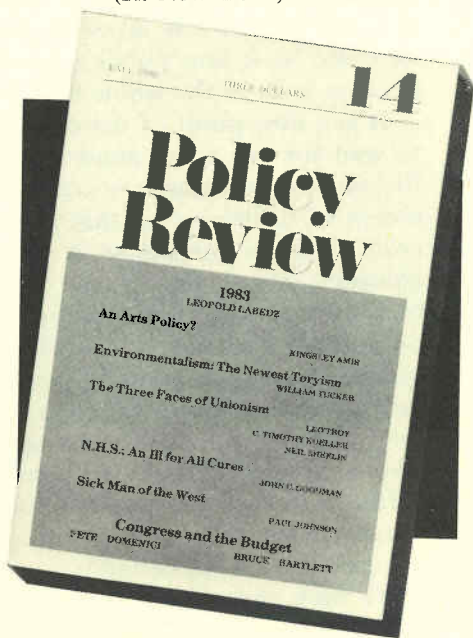 FALL 1980
THREE DOLLARS
14
Policy
Review
1983
LEOPOLD LABEDZ
An Arts Policy?
KINGSLEY AMIS
Environmentalism: The Newest Toryism
WILLIAM TUCKER
The Three Faces of Unionism
LEO TROY
C. TIMOTHY KOELLER
NEIL SHEFLIN
N.H.S.: An Ill for All Cures
JOHN C. GOODMAN
Sick Man of the West
PAUL JOHNSON
Congress and the Budget
PETE DOMENICI
BRUCE BARTLETT